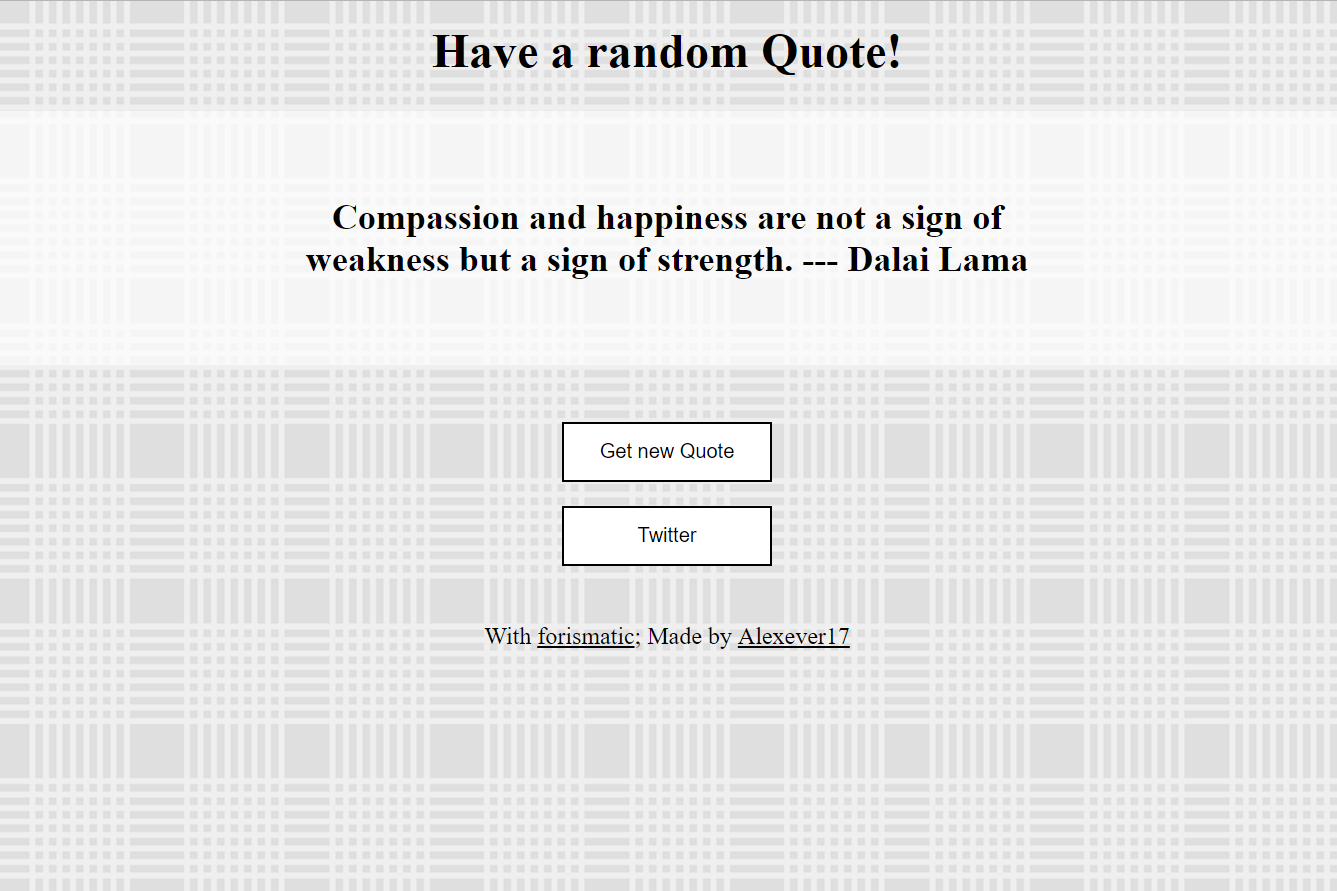 Have a random Quote!
Compassion and happiness are not a sign of
weakness but a sign of strength. --- Dalai Lama
Get new Quote
Twitter
With forismatic; Made by Alexever17